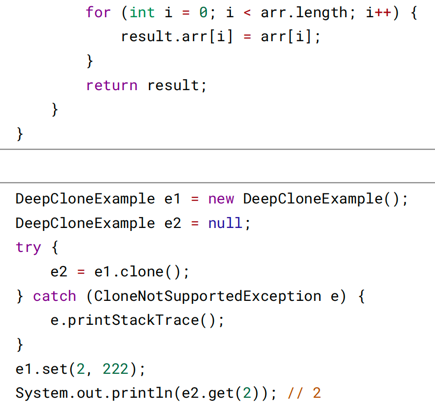 for (int i = 0; i < arr.length; i++) {
result.arr[i] = arr[i];
}
return result;
}
}
DeepCloneExample e1 = new DeepCloneExample();
DeepCloneExample e2 = null;
try {
e2 = e1.clone();
} catch (CloneNotSupportedException e) {
e.printStackTrace();
}
e1.set(2, 222);
System.out.println(e2.get(2)); // 2